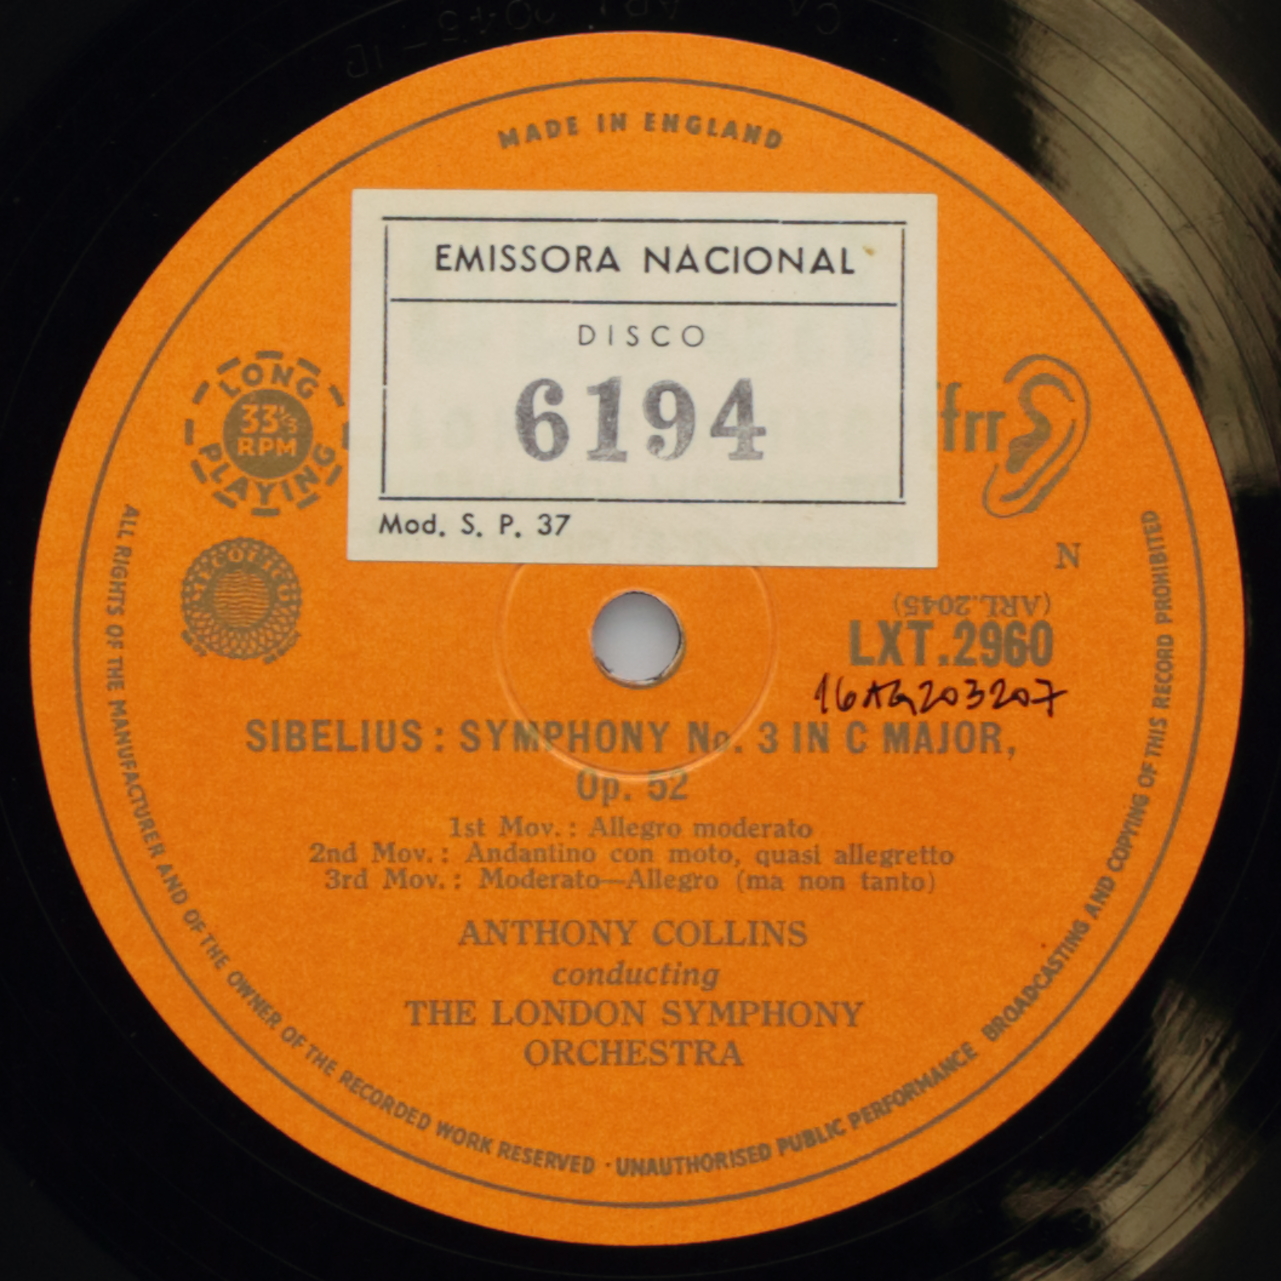 MADE IN ENGLAND
EMISSORA NACIONAL
DISCO
6194
Mod. S. P. 37
LONG
33⅓
RPM
PLAYING
ffrr
N
(ARL.2045)
LXT.2960
SIBELIUS : SYMPHONY No. 3 IN C MAJOR,
Op. 52
1st Mov. : Allegro moderato
2nd Mov. : Andantino con moto, quasi allegretto
3rd Mov. : Moderato—Allegro (ma non tanto)
ANTHONY COLLINS
conducting
THE LONDON SYMPHONY
ORCHESTRA
ALL RIGHTS OF THE MANUFACTURER AND OF THE OWNER OF THE RECORDED WORK RESERVED · UNAUTHORISED PUBLIC PERFORMANCE BROADCASTING AND COPYING OF THIS RECORD PROHIBITED